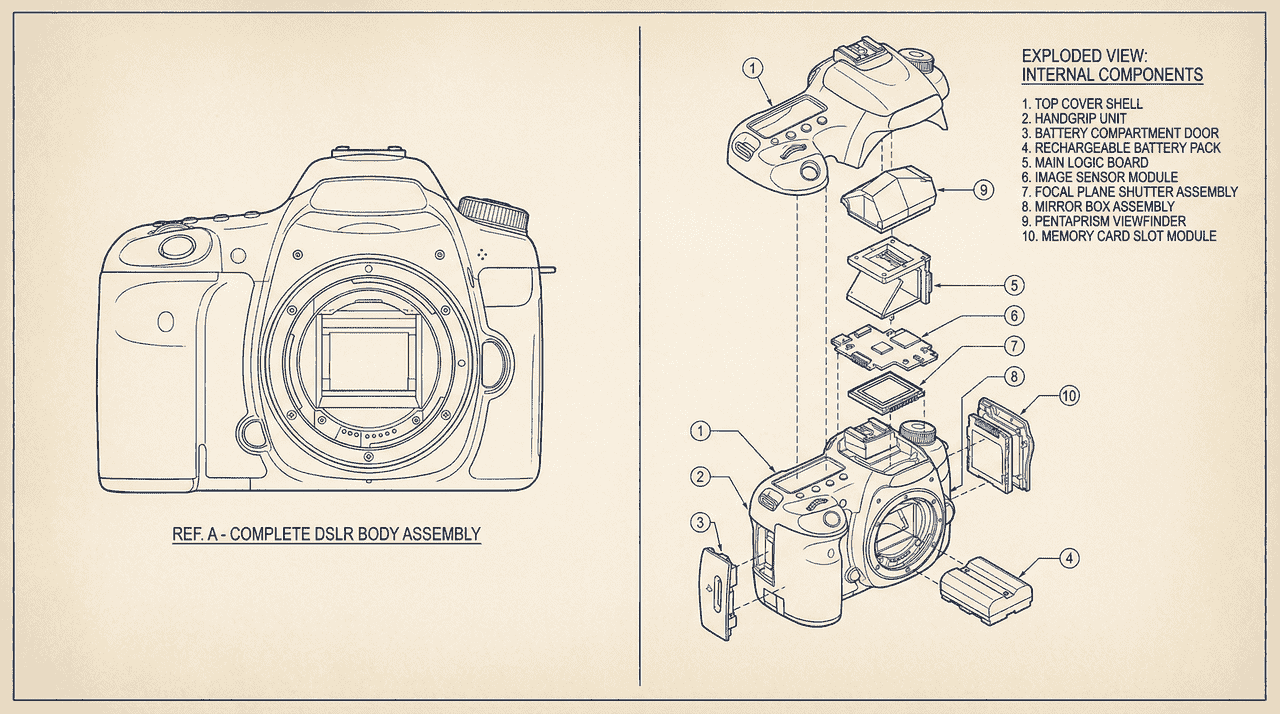 REF. A - COMPLETE DSLR BODY ASSEMBLY
EXPLODED VIEW:
INTERNAL COMPONENTS
1. TOP COVER SHELL
2. HANDGRIP UNIT
3. BATTERY COMPARTMENT DOOR
4. RECHARGEABLE BATTERY PACK
5. MAIN LOGIC BOARD
6. IMAGE SENSOR MODULE
7. FOCAL PLANE SHUTTER ASSEMBLY
8. MIRROR BOX ASSEMBLY
9. PENTAPRISM VIEWFINDER
10. MEMORY CARD SLOT MODULE
1
9
5
6
7
8
10
1
2
3
4